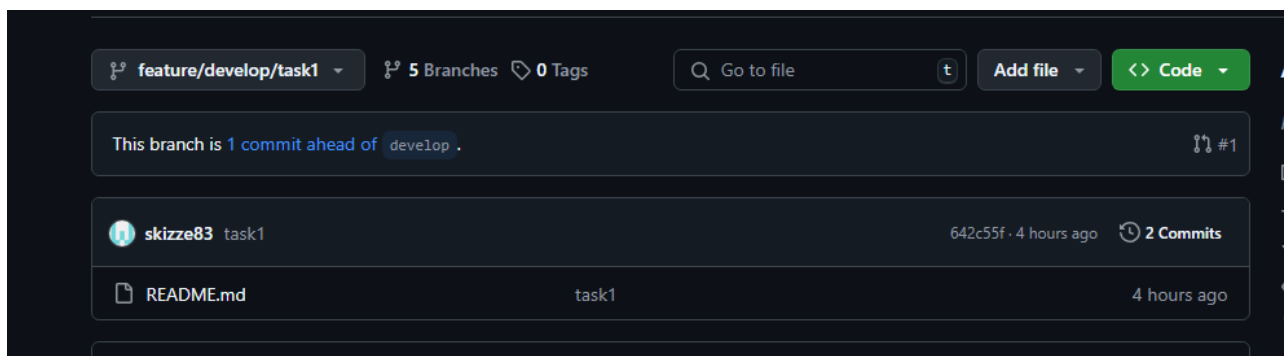 feature/develop/task1 5 Branches 0 Tags Go to file t Add file <> Code
This branch is 1 commit ahead of develop . #1
skizze83 task1 642c55f · 4 hours ago 2 Commits
README.md task1 4 hours ago